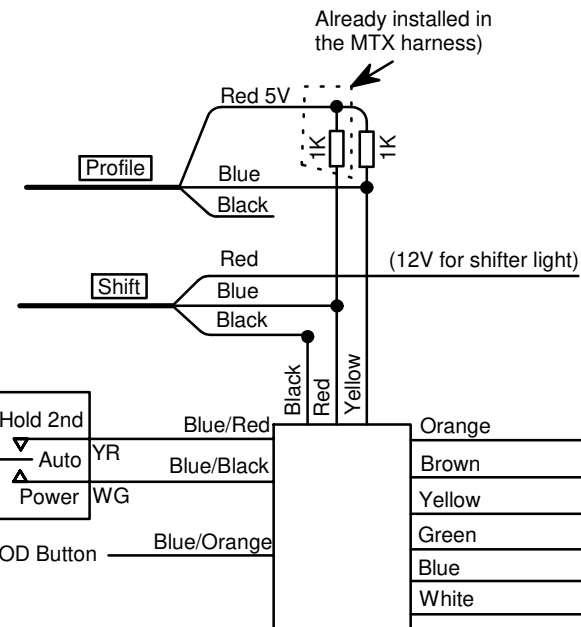 Already installed in
the MTX harness)
Red 5V
1K
1K
Profile
Blue
Black
Red
(12V for shifter light)
Shift
Blue
Black
Black
Red
Yellow
Hold 2nd
Blue/Red
Orange
YR
Auto
Blue/Black
Brown
Power
WG
Yellow
OD Button
Blue/Orange
Green
Blue
White